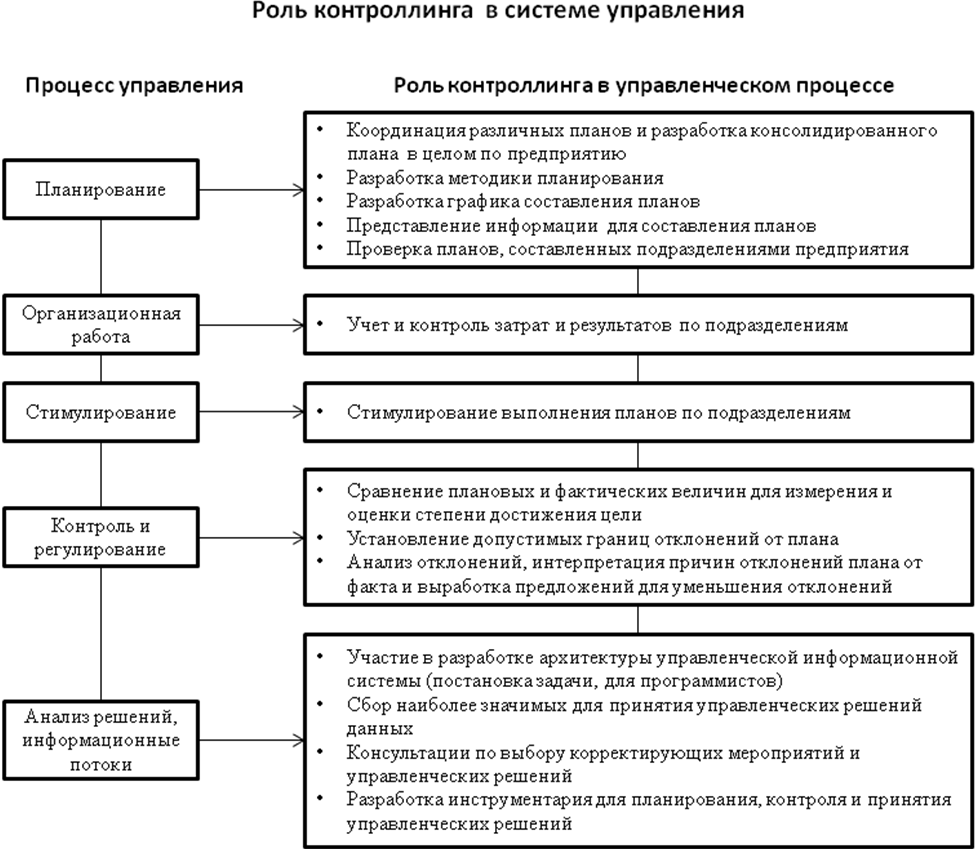 Роль контроллинга в системе управления
Процесс управления
Роль контроллинга в управленческом процессе
Планирование
• Координация различных планов и разработка консолидированного
плана в целом по предприятию
• Разработка методики планирования
• Разработка графика составления планов
• Представление информации для составления планов
• Проверка планов, составленных подразделениями предприятия
Организационная
работа
• Учет и контроль затрат и результатов по подразделениям
Стимулирование
• Стимулирование выполнения планов по подразделениям
Контроль и
регулирование
• Сравнение плановых и фактических величин для измерения и
оценки степени достижения цели
• Установление допустимых границ отклонений от плана
• Анализ отклонений, интерпретация причин отклонений плана от
факта и выработка предложений для уменьшения отклонений
Анализ решений,
информационные
потоки
• Участие в разработке архитектуры управленческой информационной
системы (постановка задачи, для программистов)
• Сбор наиболее значимых для принятия управленческих решений
данных
• Консультации по выбору корректирующих мероприятий и
управленческих решений
• Разработка инструментария для планирования, контроля и принятия
управленческих решений